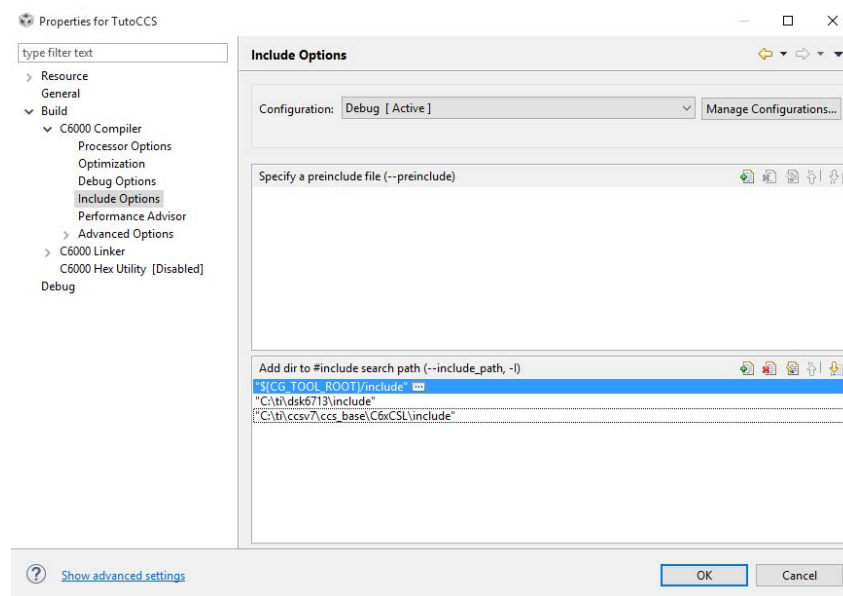 Properties for TutoCCS
type filter text
Resource
General
Build
C6000 Compiler
Processor Options
Optimization
Debug Options
Include Options
Performance Advisor
Advanced Options
C6000 Linker
C6000 Hex Utility [Disabled]
Debug
Include Options
Configuration: Debug [ Active ] Manage Configurations...
Specify a preinclude file (--preinclude)
Add dir to #include search path (--include_path, -I)
"${CG_TOOL_ROOT}/include"
"C:\ti\dsk6713\include"
"C:\ti\ccsv7\ccs_base\C6xCSL\include"
Show advanced settings
OK Cancel